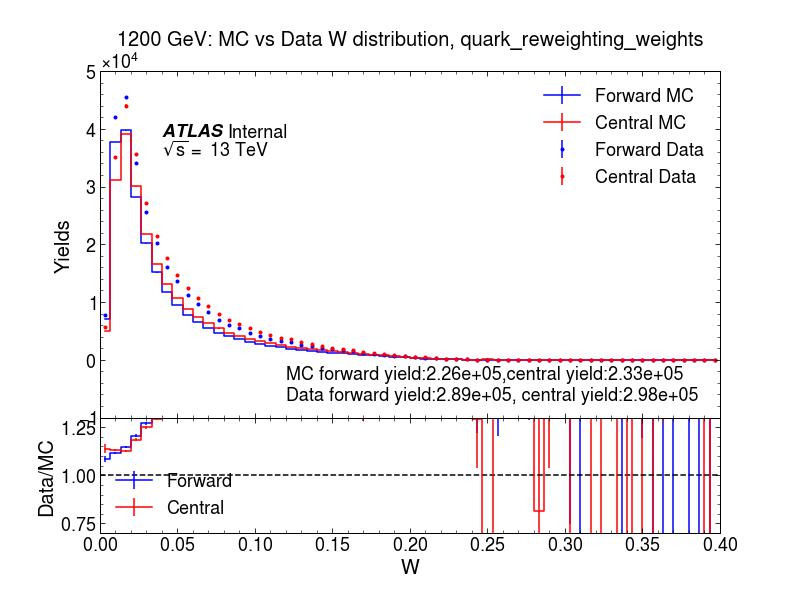 1200 GeV: MC vs Data W distribution, quark_reweighting_weights
×10⁴
5
4
3
2
1
0
−1
Yields
ATLAS Internal
√s = 13 TeV
Forward MC
Central MC
Forward Data
Central Data
MC forward yield:2.26e+05,central yield:2.33e+05
Data forward yield:2.89e+05, central yield:2.98e+05
1.25
1.00
0.75
Data/MC
Forward
Central
0.00 0.05 0.10 0.15 0.20 0.25 0.30 0.35 0.40
W